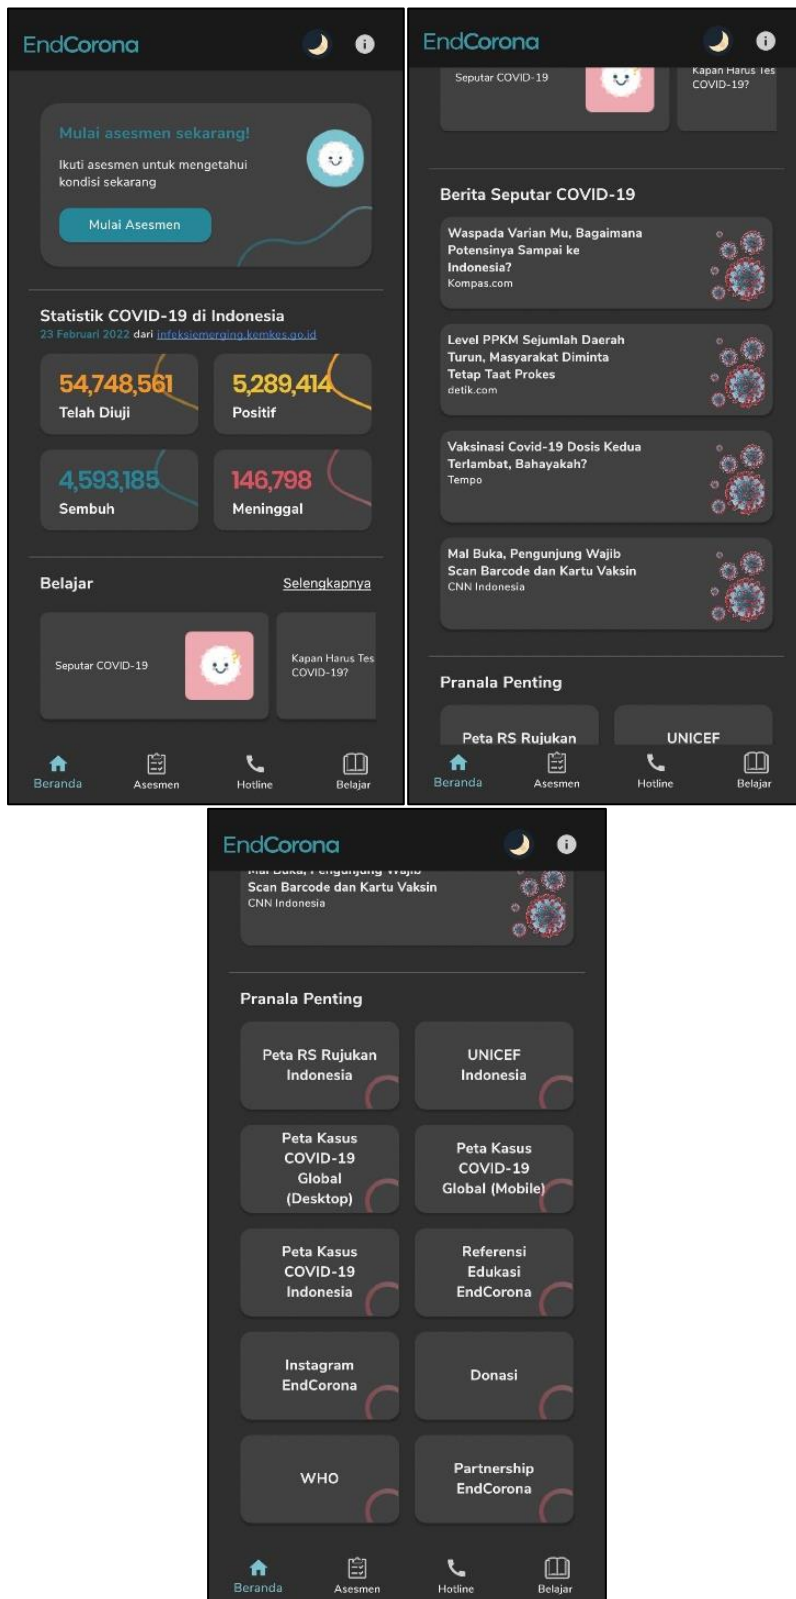 EndCorona
Mulai asesmen sekarang!
Ikuti asesmen untuk mengetahui
kondisi sekarang
Mulai Asesmen
Statistik COVID-19 di Indonesia
23 Februari 2022 dari infeksiemerging.kemkes.go.id
54,748,561
Telah Diuji
5,289,414
Positif
4,593,185
Sembuh
146,798
Meninggal
Belajar
Selengkapnya
Seputar COVID-19
Kapan Harus Tes
COVID-19?
Beranda
Asesmen
Hotline
Belajar
EndCorona
Seputar COVID-19
Kapan Harus Tes
COVID-19?
Berita Seputar COVID-19
Waspada Varian Mu, Bagaimana
Potensinya Sampai ke
Indonesia?
Kompas.com
Level PPKM Sejumlah Daerah
Turun, Masyarakat Diminta
Tetap Taat Prokes
detik.com
Vaksinasi Covid-19 Dosis Kedua
Terlambat, Bahayakah?
Tempo
Mal Buka, Pengunjung Wajib
Scan Barcode dan Kartu Vaksin
CNN Indonesia
Pranala Penting
Peta RS Rujukan
UNICEF
Beranda
Asesmen
Hotline
Belajar
EndCorona
Mal Buka, Pengunjung Wajib
Scan Barcode dan Kartu Vaksin
CNN Indonesia
Pranala Penting
Peta RS Rujukan
Indonesia
UNICEF
Indonesia
Peta Kasus
COVID-19
Global
(Desktop)
Peta Kasus
COVID-19
Global (Mobile)
Peta Kasus
COVID-19
Indonesia
Referensi
Edukasi
EndCorona
Instagram
EndCorona
Donasi
WHO
Partnership
EndCorona
Beranda
Asesmen
Hotline
Belajar